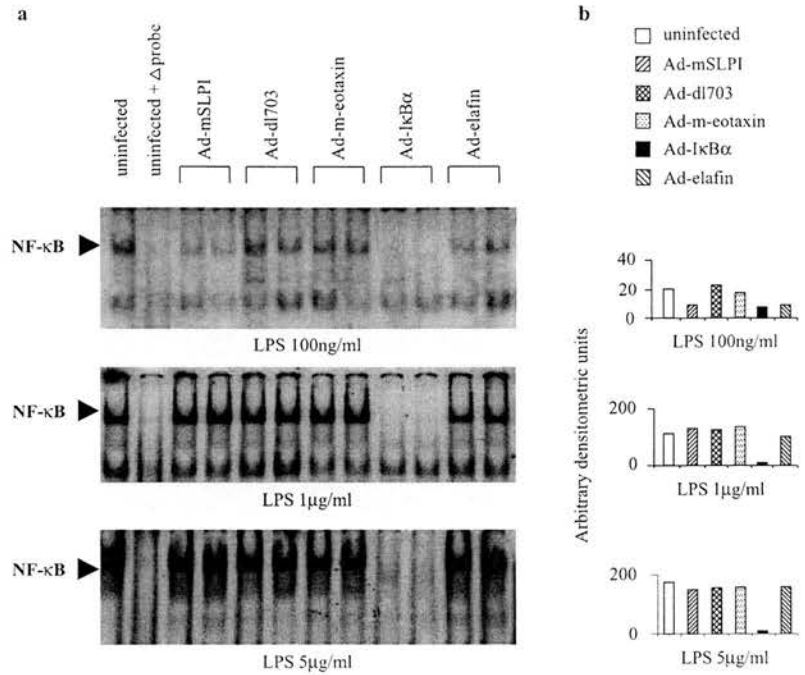 a
uninfected
uninfected + Δ probe
Ad-mSLPI
Ad-dl703
Ad-m-eotaxin
Ad-IκBα
Ad-elafin
NF-κB
LPS 100ng/ml
NF-κB
LPS 1μg/ml
NF-κB
LPS 5μg/ml
b
uninfected
Ad-mSLPI
Ad-dl703
Ad-m-eotaxin
Ad-IκBα
Ad-elafin
Arbitrary densitometric units
40
20
0
LPS 100ng/ml
200
0
LPS 1μg/ml
200
0
LPS 5μg/ml